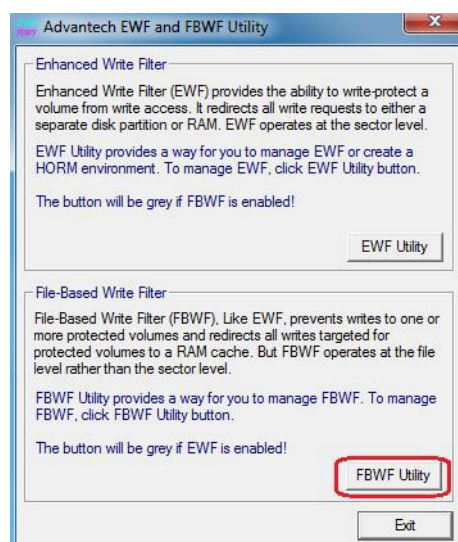 Advantech EWF and FBWF Utility
Enhanced Write Filter
Enhanced Write Filter (EWF) provides the ability to write-protect a
volume from write access. It redirects all write requests to either a
separate disk partition or RAM. EWF operates at the sector level.
EWF Utility provides a way for you to manage EWF or create a
HORM environment. To manage EWF, click EWF Utility button.
The button will be grey if FBWF is enabled!
EWF Utility
File-Based Write Filter
File-Based Write Filter (FBWF), Like EWF, prevents writes to one or
more protected volumes and redirects all writes targeted for
protected volumes to a RAM cache. But FBWF operates at the file
level rather than the sector level.
FBWF Utility provides a way for you to manage FBWF. To manage
FBWF, click FBWF Utility button.
The button will be grey if EWF is enabled!
FBWF Utility
Exit